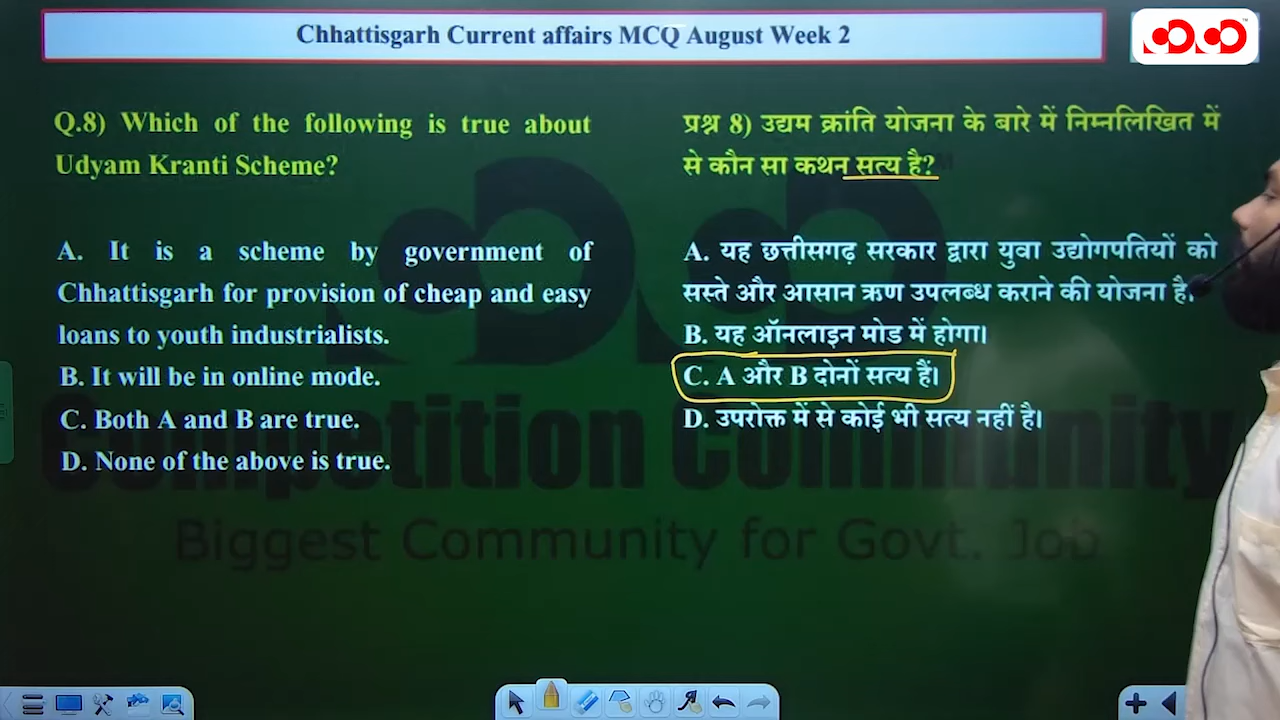 Chhattisgarh Current affairs MCQ August Week 2
Q.8) Which of the following is true about
Udyam Kranti Scheme?
A. It is a scheme by government of
Chhattisgarh for provision of cheap and easy
loans to youth industrialists.
B. It will be in online mode.
C. Both A and B are true.
D. None of the above is true.
प्रश्न 8) उद्यम क्रांति योजना के बारे में निम्नलिखित में
से कौन सा कथन सत्य है?
A. यह छत्तीसगढ़ सरकार द्वारा युवा उद्योगपतियों को
सस्ते और आसान ऋण उपलब्ध कराने की योजना है.
B. यह ऑनलाइन मोड में होगा।
C. A और B दोनों सत्य हैं।
D. उपरोक्त में से कोई भी सत्य नहीं है।
Competition Community
Biggest Community for Govt. Job